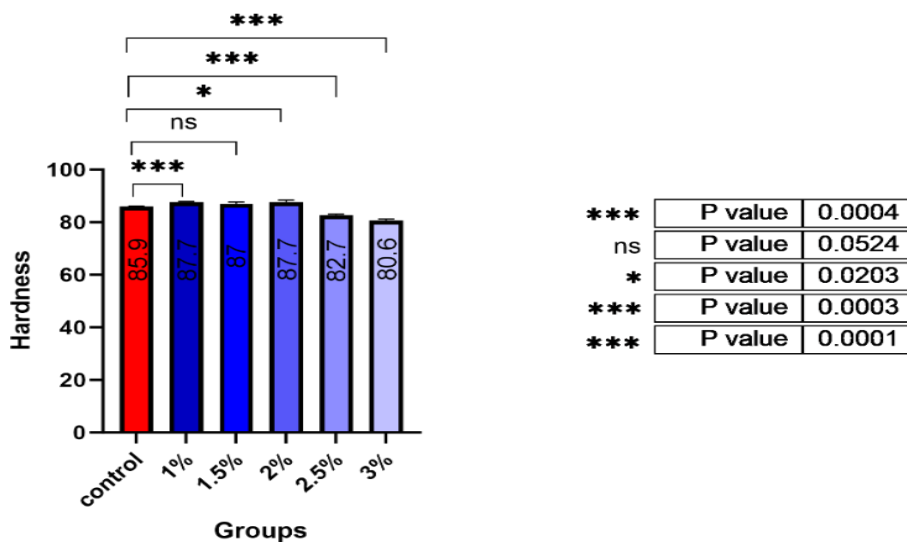 ***
***
*
ns
***
100
80
60
40
20
0
Hardness
85.9
87.7
87
87.7
82.7
80.6
control
1%
1.5%
2%
2.5%
3%
Groups
*** P value 0.0004
ns P value 0.0524
* P value 0.0203
*** P value 0.0003
*** P value 0.0001